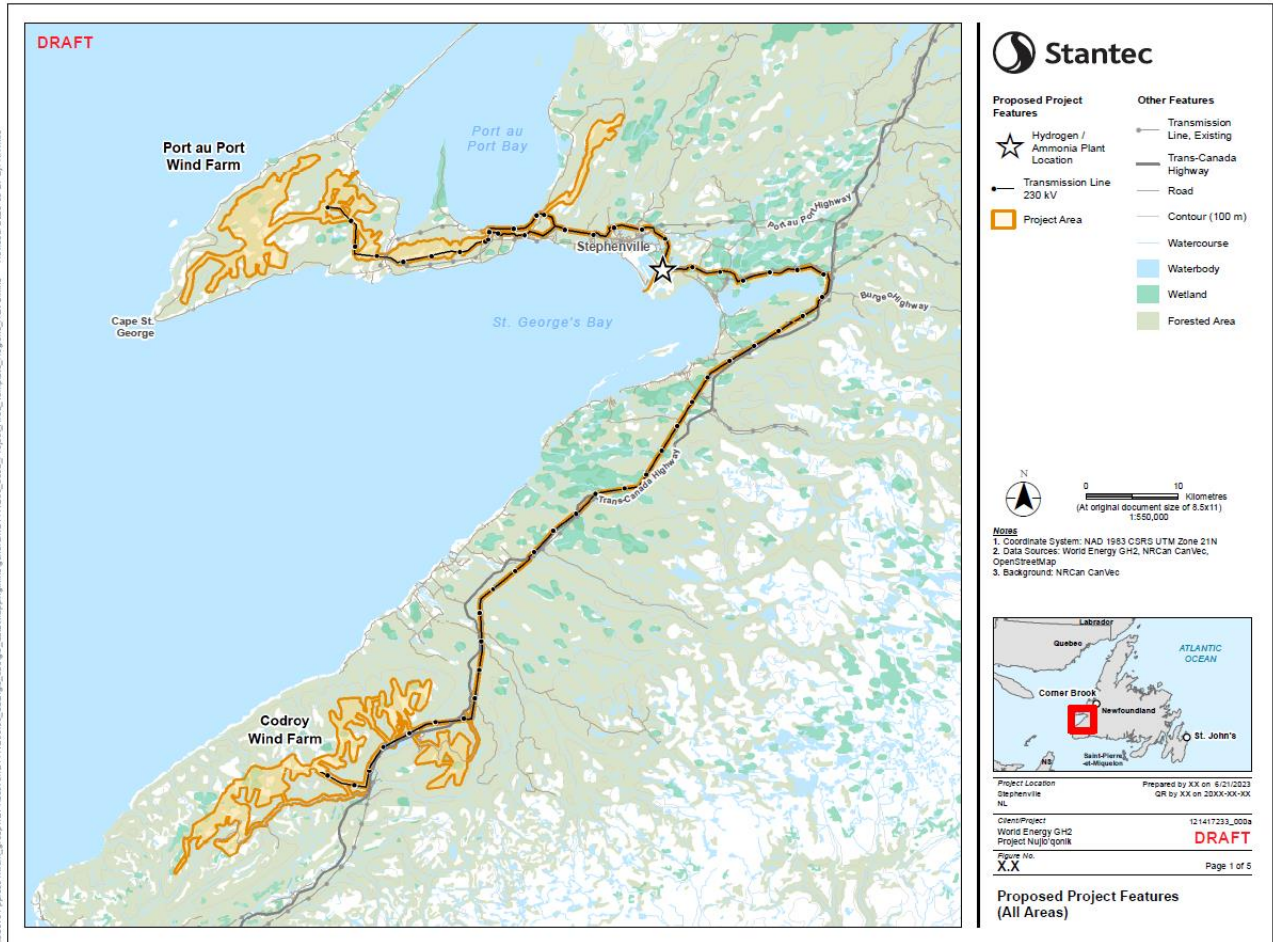 DRAFT
Port au
Port Bay
Port au Port
Wind Farm
Port au Port Highway
Stephenville
Cape St.
George
St. George's Bay
Burgeo Highway
Trans-Canada Highway
Codroy
Wind Farm
Stantec
Proposed Project
Features
Hydrogen /
Ammonia Plant
Location
Transmission Line
230 kV
Project Area
Other Features
Transmission
Line, Existing
Trans-Canada
Highway
Road
Contour (100 m)
Watercourse
Waterbody
Wetland
Forested Area
N
0 10
Kilometres
(At original document size of 8.5x11)
1:550,000
Notes
1. Coordinate System: NAD 1983 CSRS UTM Zone 21N
2. Data Sources: World Energy GH2, NRCan CanVec,
OpenStreetMap
3. Background: NRCan CanVec
Labrador
Quebec
ATLANTIC
OCEAN
Corner Brook
Newfoundland
St. John's
Saint-Pierre
-et-Miquelon
NS
Project Location
Stephenville
NL
Prepared by XX on 6/21/2023
QR by XX on 20XX-XX-XX
Client/Project
World Energy GH2
Project Nujio'qonik
121417233_000a
DRAFT
Figure No.
X.X
Page 1 of 5
Proposed Project Features
(All Areas)